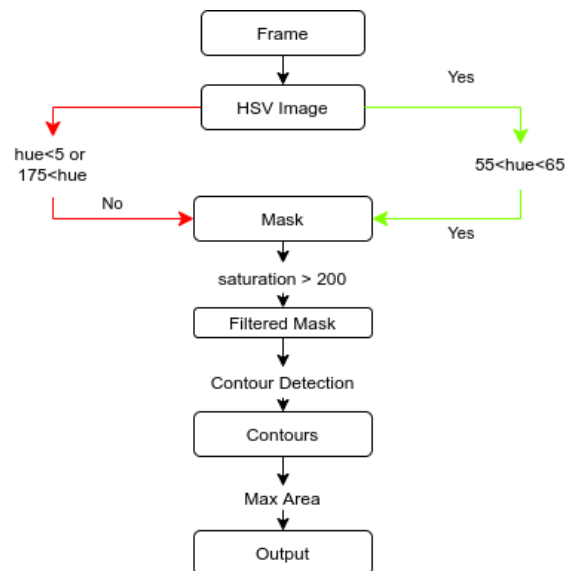 Frame
Yes
HSV Image
hue<5 or
175<hue
55<hue<65
No
Mask
Yes
saturation > 200
Filtered Mask
Contour Detection
Contours
Max Area
Output